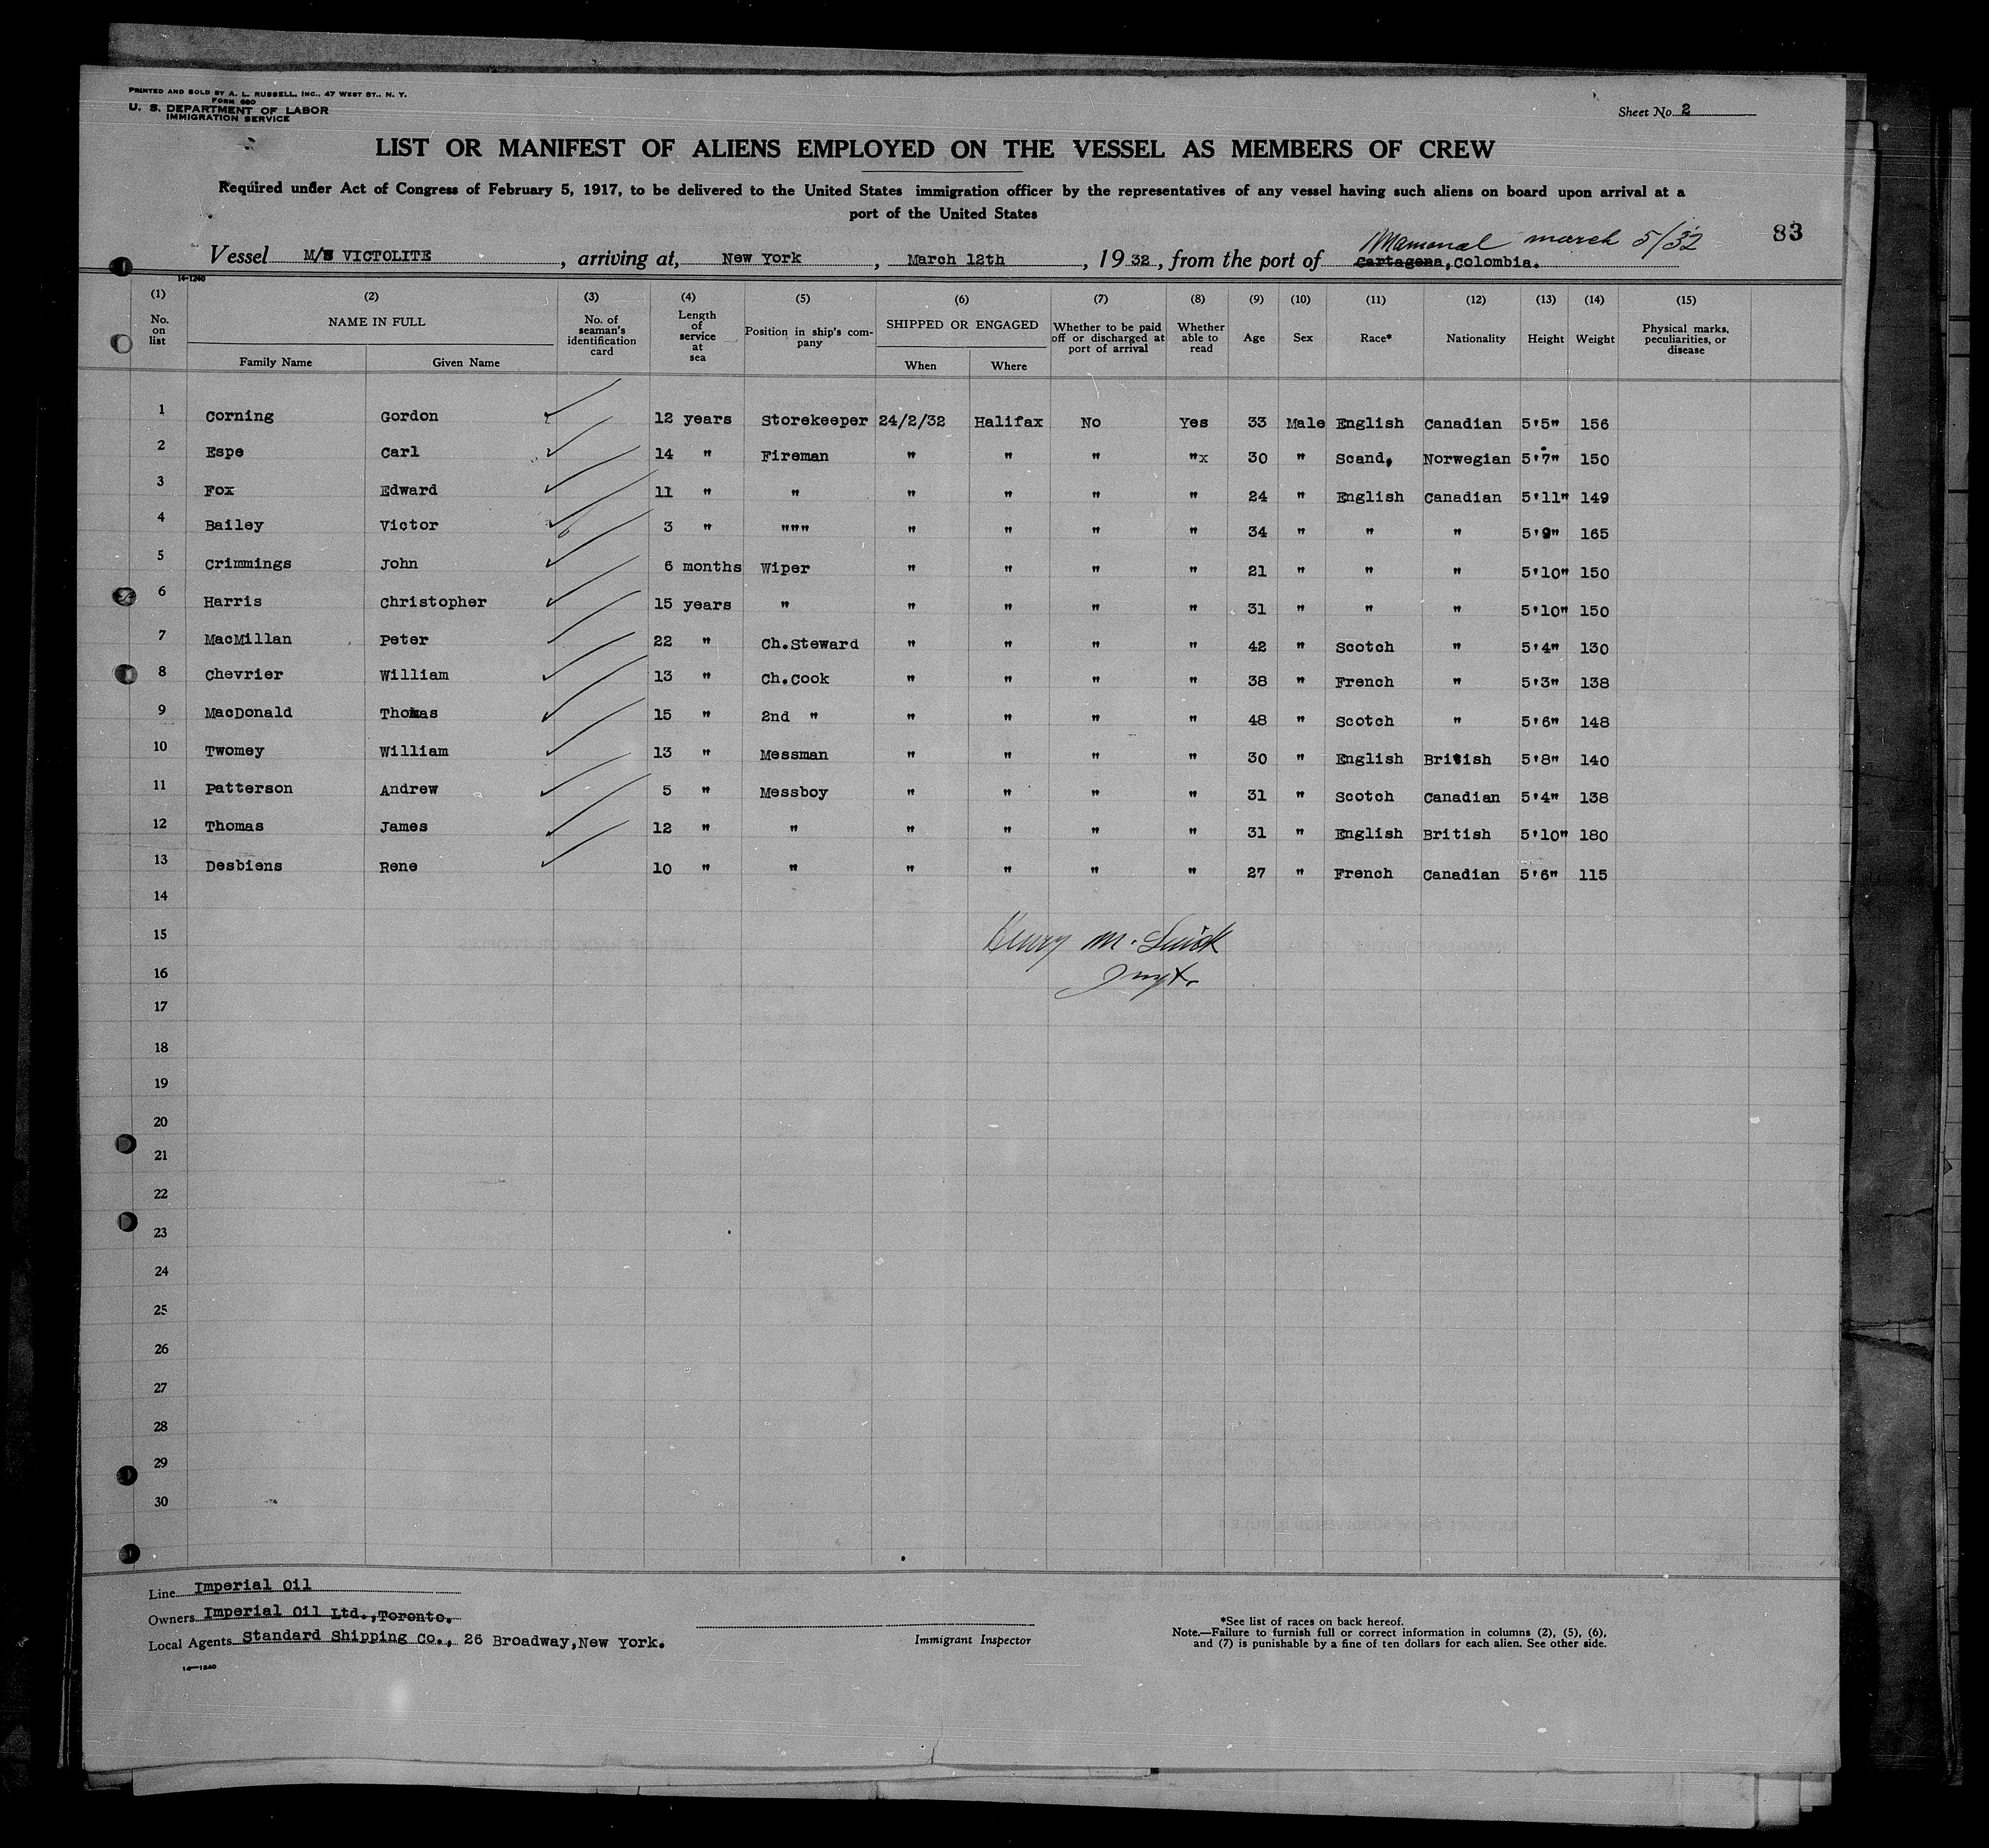 PRINTED AND SOLD BY A. L. RUSSELL, INC., 47 WEST ST., N. Y.
FORM 680
U. S. DEPARTMENT OF LABOR
IMMIGRATION SERVICE
Sheet No. 2
LIST OR MANIFEST OF ALIENS EMPLOYED ON THE VESSEL AS MEMBERS OF CREW
Required under Act of Congress of February 5, 1917, to be delivered to the United States immigration officer by the representatives of any vessel having such aliens on board upon arrival at a
port of the United States
83
Mamonal march 5/32
Vessel M/S VICTOLITE, arriving at, New York, March 12th, 1932, from the port of Cartagena, Colombia.
14-1240
(1) (2) (3) (4) (5) (6) (7) (8) (9) (10) (11) (12) (13) (14) (15)
No. on list NAME IN FULL No. of seaman's identification card Length of service at sea Position in ship's company SHIPPED OR ENGAGED Whether to be paid off or discharged at port of arrival Whether able to read Age Sex Race* Nationality Height Weight Physical marks, peculiarities, or disease
Family Name Given Name When Where
1 Corning Gordon 12 years Storekeeper 24/2/32 Halifax No Yes 33 Male English Canadian 5'5" 156
2 Espe Carl 14 " Fireman " " " "x 30 " Scand, Norwegian 5'7" 150
3 Fox Edward 11 " " " " " " 24 " English Canadian 5'11" 149
4 Bailey Victor 3 " """ " " " " 34 " " " 5'9" 165
5 Crimmings John 6 months Wiper " " " " 21 " " " 5'10" 150
6 Harris Christopher 15 years " " " " " 31 " " " 5'10" 150
7 MacMillan Peter 22 " Ch.Steward " " " " 42 " Scotch " 5'4" 130
8 Chevrier William 13 " Ch.Cook " " " " 38 " French " 5'3" 138
9 MacDonald Thomas 15 " 2nd " " " " " 48 " Scotch " 5'6" 148
10 Twomey William 13 " Messman " " " " 30 " English British 5'8" 140
11 Patterson Andrew 5 " Messboy " " " " 31 " Scotch Canadian 5'4" 138
12 Thomas James 12 " " " " " " 31 " English British 5'10" 180
13 Desbiens Rene 10 " " " " " " 27 " French Canadian 5'6" 115
14
15 Henry M.
16
17
18
19
20
21
22
23
24
25
26
27
28
29
30
Line Imperial Oil
Owners Imperial Oil Ltd., Toronto.
Local Agents Standard Shipping Co., 26 Broadway, New York.
Immigrant Inspector
*See list of races on back hereof.
Note.—Failure to furnish full or correct information in columns (2), (5), (6),
and (7) is punishable by a fine of ten dollars for each alien. See other side.
14—1240